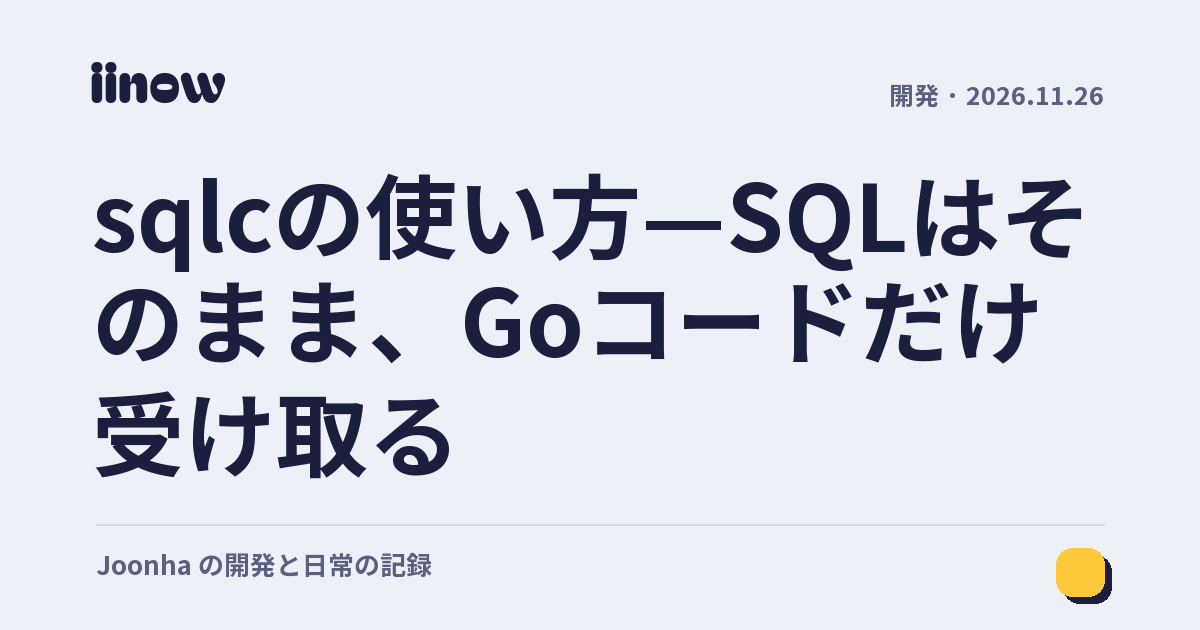 iinow
開発・2026.11.26
sqlcの使い方—SQLはそ
のまま、Goコードだけ
受け取る
Joonha の開発と日常の記録